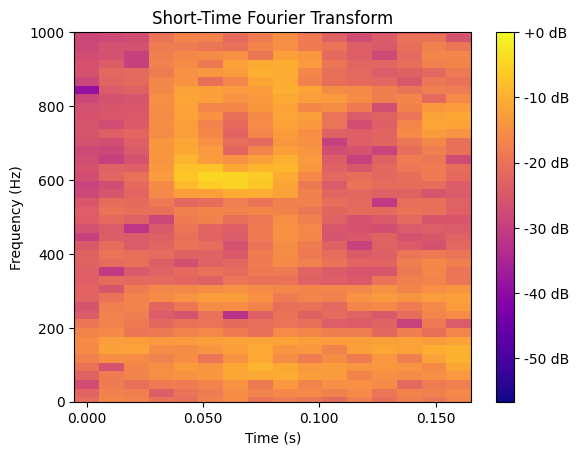 Short-Time Fourier Transform
1000
800
600
400
200
0
Frequency (Hz)
0.000
0.050
0.100
0.150
Time (s)
+0 dB
-10 dB
-20 dB
-30 dB
-40 dB
-50 dB